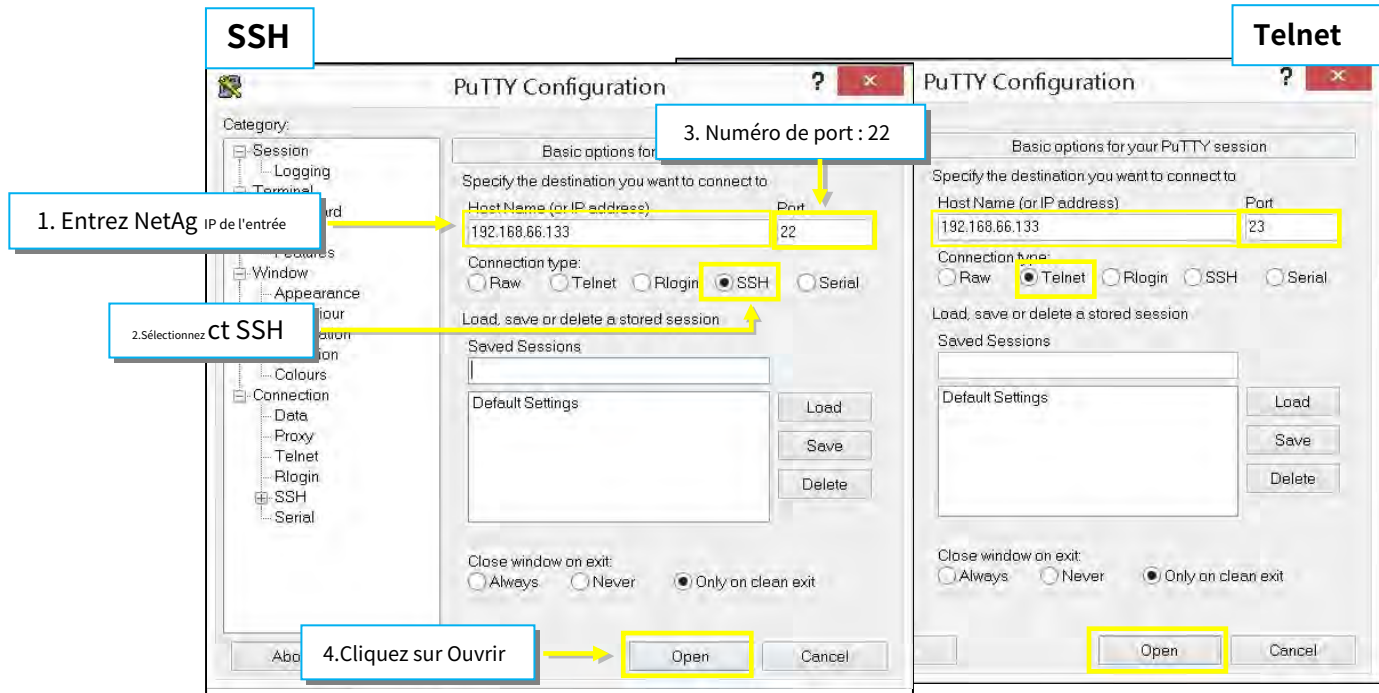 SSH
Telnet
PuTTY Configuration ? ×
Category:
Session
Logging
Terminal
ard
Features
Window
Appearance
iour
ation
ion
Colours
Connection
Data
Proxy
Telnet
Rlogin
SSH
Serial
1. Entrez NetAg IP de l'entrée
2.Sélectionnez ct SSH
3. Numéro de port : 22
4.Cliquez sur Ouvrir
Basic options for
Specify the destination you want to connect to
Host Name (or IP address) Port
192.168.66.133 22
Connection type:
Raw Telnet Rlogin SSH Serial
Load, save or delete a stored session
Saved Sessions
Default Settings
Load
Save
Delete
Close window on exit:
Always Never Only on clean exit
Abo
Open Cancel
PuTTY Configuration ? ×
Basic options for your PuTTY session
Specify the destination you want to connect to
Host Name (or IP address) Port
192.168.66.133 23
Connection type:
Raw Telnet Rlogin SSH Serial
Load, save or delete a stored session
Saved Sessions
Default Settings
Load
Save
Delete
Close window on exit:
Always Never Only on clean exit
Open Cancel